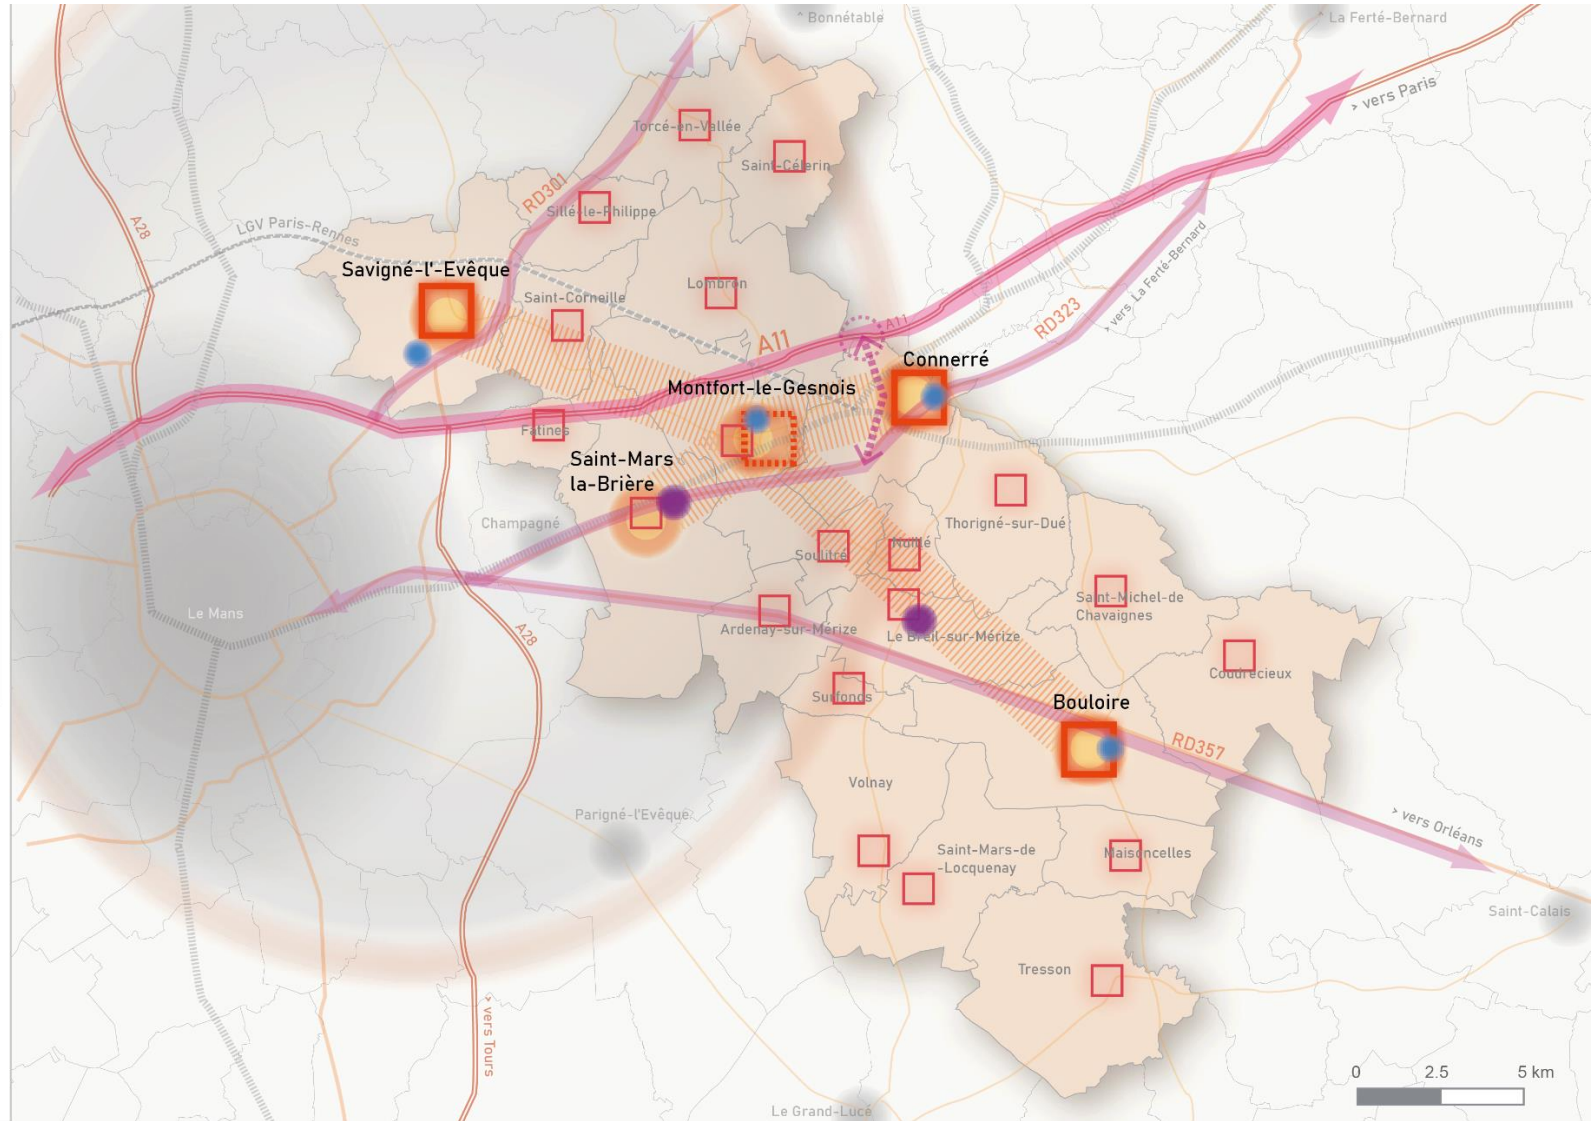 ^ Bonnétable
^ La Ferté-Bernard
> vers Paris
Torcé-en-Vallée
Saint-Célerin
A28
RD301
Sillé-le-Philippe
LGV Paris-Rennes
> vers La Ferté-Bernard
Savigné-l'-Evêque
Saint-Corneille
Lombron
A11
A11
RD323
Connerré
Montfort-le-Gesnois
Fatines
Saint-Mars
la-Brière
Champagné
Thorigné-sur-Dué
Soulitré
Nuillé
Le Mans
A28
Ardenay-sur-Mérize
Le Breil-sur-Mérize
Saint-Michel-de
Chavaignes
Coudrecieux
Surfonds
Bouloire
RD357
Volnay
Parigné-l'Evêque
> vers Orléans
Saint-Mars-de
-Locquenay
Maisoncelles
Saint-Calais
Tresson
> vers Tours
0 2.5 5 km
Le Grand-Lucé